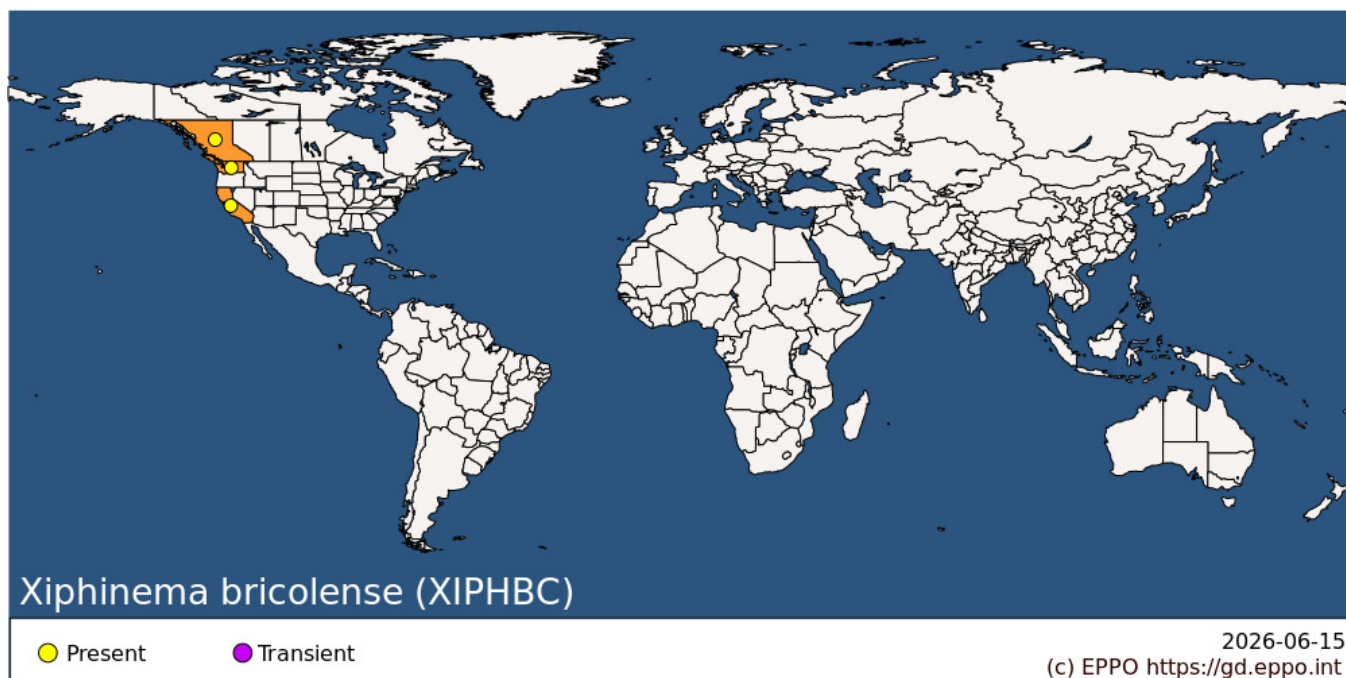 Xiphinema bricolense (XIPHBC)
Present
Transient
2026-06-15
(c) EPPO https://gd.eppo.int